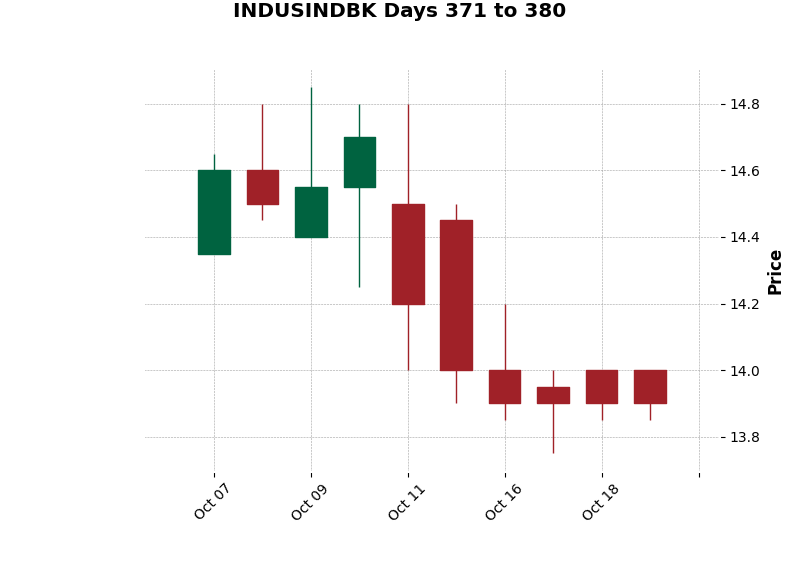 INDUSINDBK Days 371 to 380
14.8
14.6
14.4
14.2
14.0
13.8
Price
Oct 07
Oct 09
Oct 11
Oct 16
Oct 18